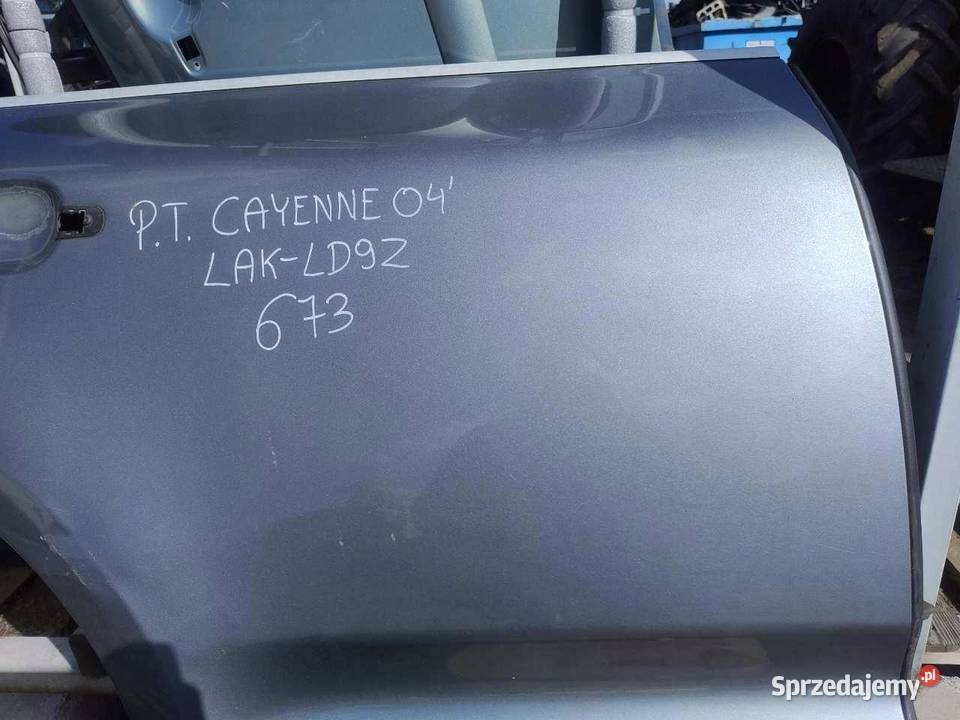 P.T. CAYENNE 04'
LAK-LD9Z
673
Sprzedajemy.pl